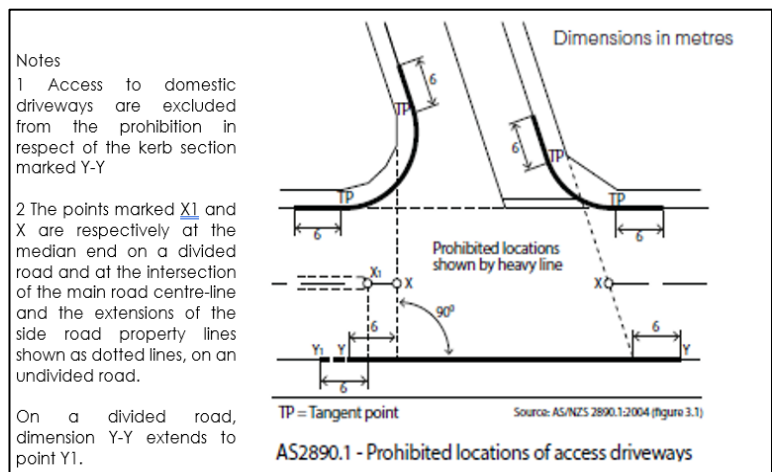 Notes
1 Access to domestic
driveways are excluded
from the prohibition in
respect of the kerb section
marked Y-Y
2 The points marked X1 and
X are respectively at the
median end on a divided
road and at the intersection
of the main road centre-line
and the extensions of the
side road property lines
shown as dotted lines, on an
undivided road.
On a divided road,
dimension Y-Y extends to
point Y1.
Dimensions in metres
6
TP
6
TP
TP
TP
6
6
Prohibited locations
shown by heavy line
X1
X
X
90°
6
6
Y1 Y
Y
6
TP = Tangent point
Source: AS/NZS 2890.1:2004 (figure 3.1)
AS2890.1 - Prohibited locations of access driveways